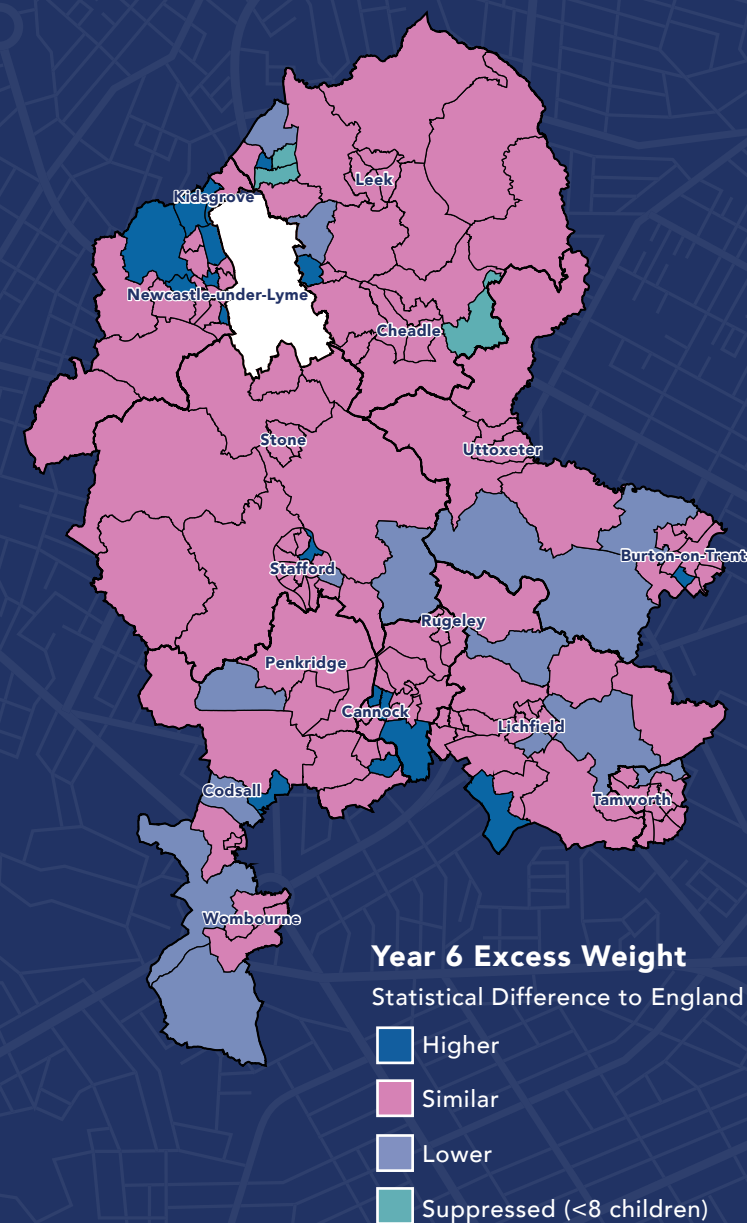 Leek
Kidsgrove
Newcastle-under-Lyme
Cheadle
Stone
Uttoxeter
Burton-on-Trent
Stafford
Rugeley
Penkridge
Cannock
Lichfield
Codsall
Tamworth
Wombourne
Year 6 Excess Weight
Statistical Difference to England
Higher
Similar
Lower
Suppressed (<8 children)